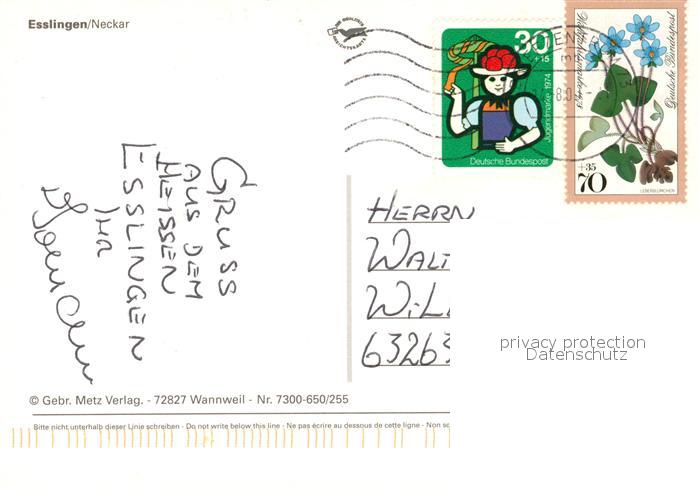 Esslingen/Neckar
30
+15
Jugendmarke 1974
Deutsche Bundespost
Deutsche Bundespost
+35
70
LEBERBLÜMCHEN
GRUSS
AUS DEM
HEISSEN
ESSLINGEN
IHR
HERRN
WALT
WIL
63263
privacy protection
Datenschutz
© Gebr. Metz Verlag. - 72827 Wannweil - Nr. 7300-650/255
Bitte nicht unterhalb dieser Linie schreiben - Do not write below this line - Ne pas écrire au dessous de cette ligne - Non sc